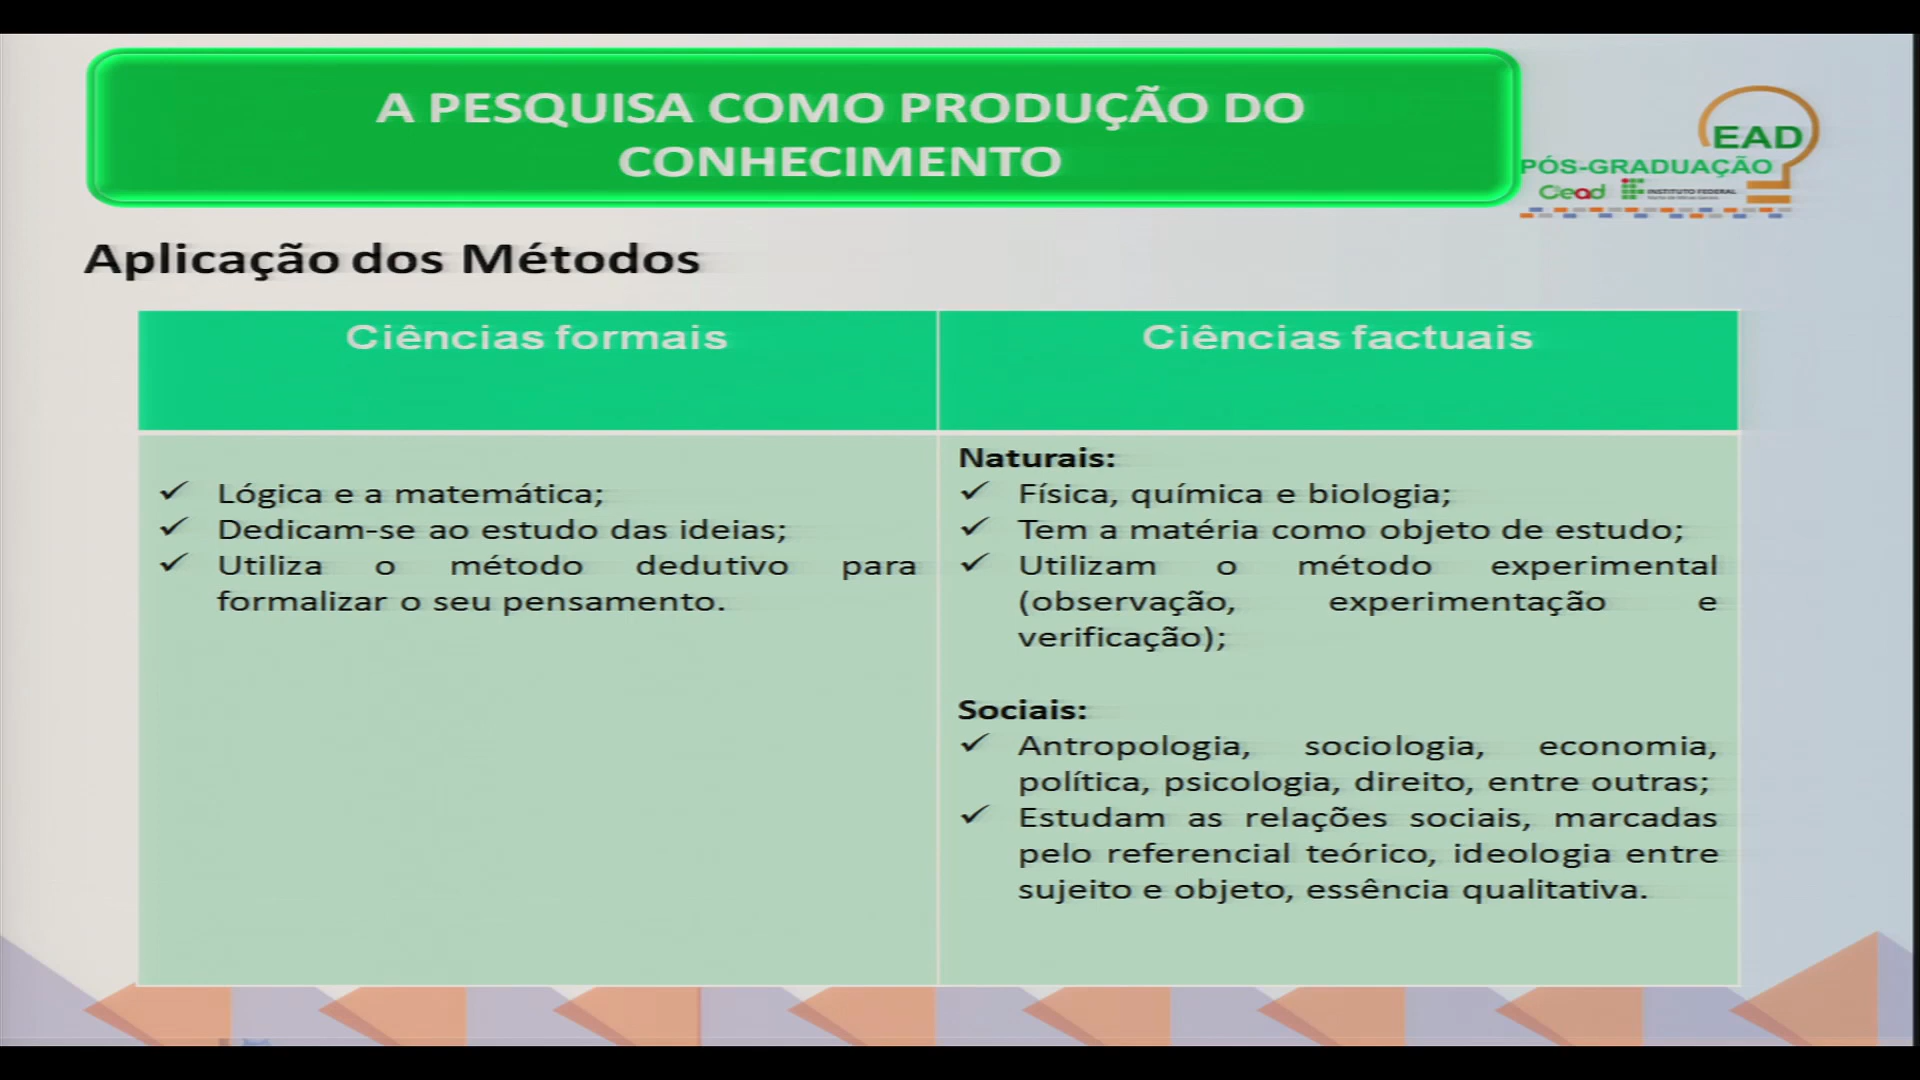 A PESQUISA COMO PRODUÇÃO DO
CONHECIMENTO
EAD
PÓS-GRADUAÇÃO
Cead
INSTITUTO FEDERAL
Aplicação dos Métodos
Ciências formais
Lógica e a matemática;
Dedicam-se ao estudo das ideias;
Utiliza o método dedutivo para
formalizar o seu pensamento.
Ciências factuais
Naturais:
Física, química e biologia;
Tem a matéria como objeto de estudo;
Utilizam o método experimental
(observação, experimentação e
verificação);
Sociais:
Antropologia, sociologia, economia,
política, psicologia, direito, entre outras;
Estudam as relações sociais, marcadas
pelo referencial teórico, ideologia entre
sujeito e objeto, essência qualitativa.